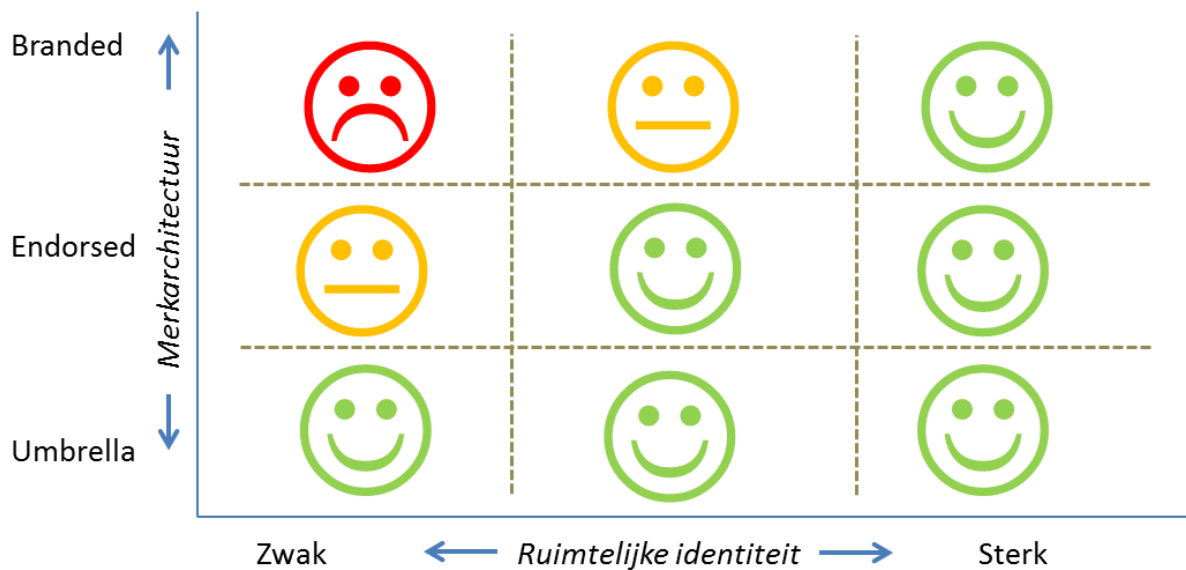 Branded
Merkarchitectuur
Endorsed
Umbrella
Zwak
Ruimtelijke identiteit
Sterk